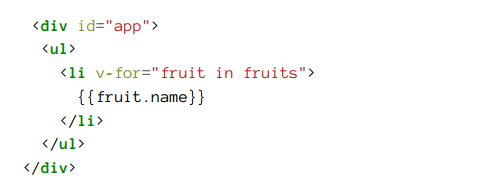 <div id="app">
  <ul>
    <li v-for="fruit in fruits">
      {{fruit.name}}
    </li>
  </ul>
</div>